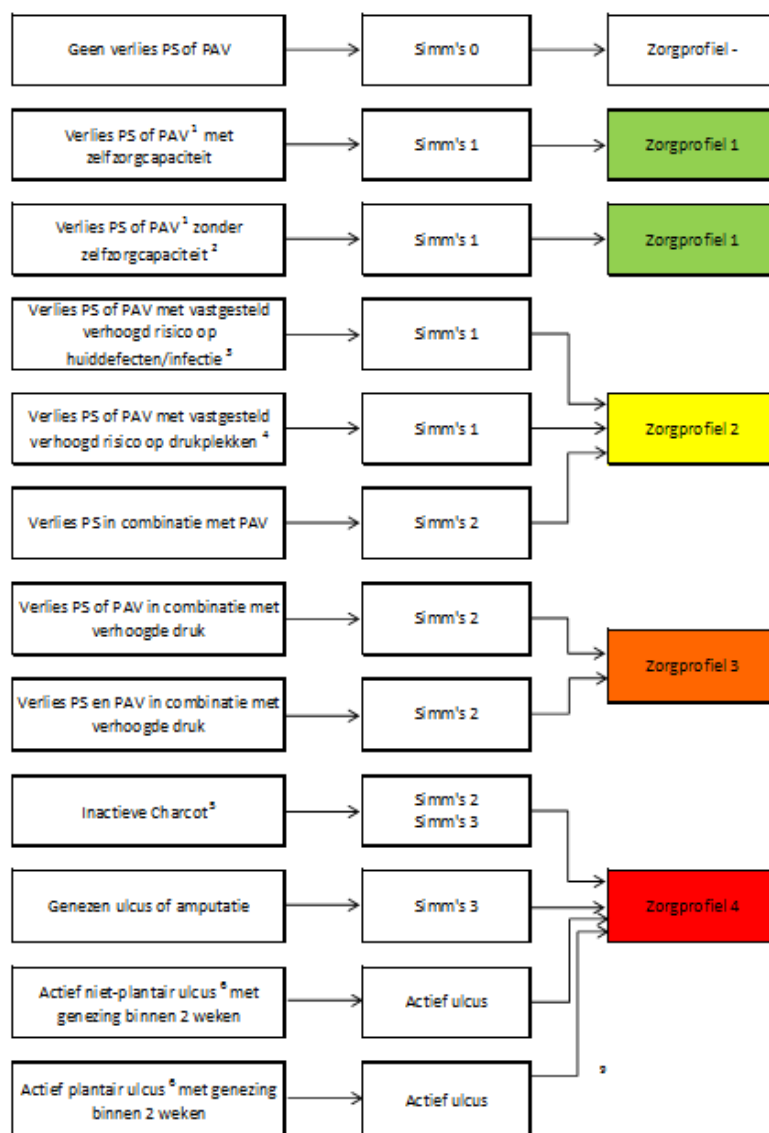 Geen verlies PS of PAV
Simm's 0
Zorgprofiel -
Verlies PS of PAV ¹ met
zelfzorgcapaciteit
Simm's 1
Zorgprofiel 1
Verlies PS of PAV ¹ zonder
zelfzorgcapaciteit ²
Simm's 1
Zorgprofiel 1
Verlies PS of PAV met vastgesteld
verhoogd risico op
huiddefecten/infectie ³
Simm's 1
Verlies PS of PAV met vastgesteld
verhoogd risico op drukplekken ⁴
Simm's 1
Zorgprofiel 2
Verlies PS in combinatie met PAV
Simm's 2
Verlies PS of PAV in combinatie met
verhoogde druk
Simm's 2
Zorgprofiel 3
Verlies PS en PAV in combinatie met
verhoogde druk
Simm's 2
Inactieve Charcot⁵
Simm's 2
Simm's 3
Genezen ulcus of amputatie
Simm's 3
Zorgprofiel 4
Actief niet-plantair ulcus ⁶ met
genezing binnen 2 weken
Actief ulcus
Actief plantair ulcus ⁶ met genezing
binnen 2 weken
Actief ulcus